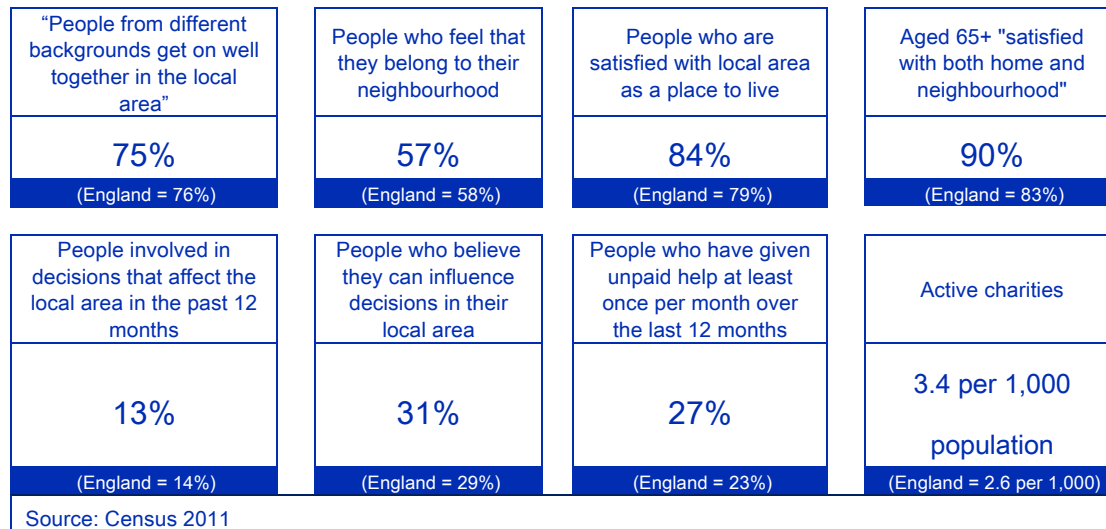 “People from different
backgrounds get on well
together in the local
area”
75%
(England = 76%)
People who feel that
they belong to their
neighbourhood
57%
(England = 58%)
People who are
satisfied with local area
as a place to live
84%
(England = 79%)
Aged 65+ "satisfied
with both home and
neighbourhood"
90%
(England = 83%)
People involved in
decisions that affect the
local area in the past 12
months
13%
(England = 14%)
People who believe
they can influence
decisions in their
local area
31%
(England = 29%)
People who have given
unpaid help at least
once per month over
the last 12 months
27%
(England = 23%)
Active charities
3.4 per 1,000
population
(England = 2.6 per 1,000)
Source: Census 2011